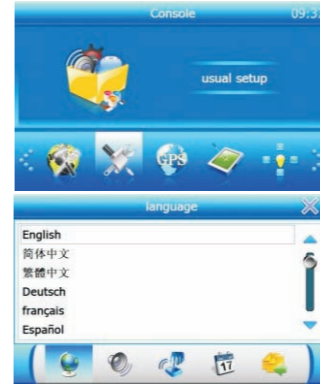 Console 09:3
usual setup
GPS
language
English
简体中文
繁體中文
Deutsch
français
Español
17